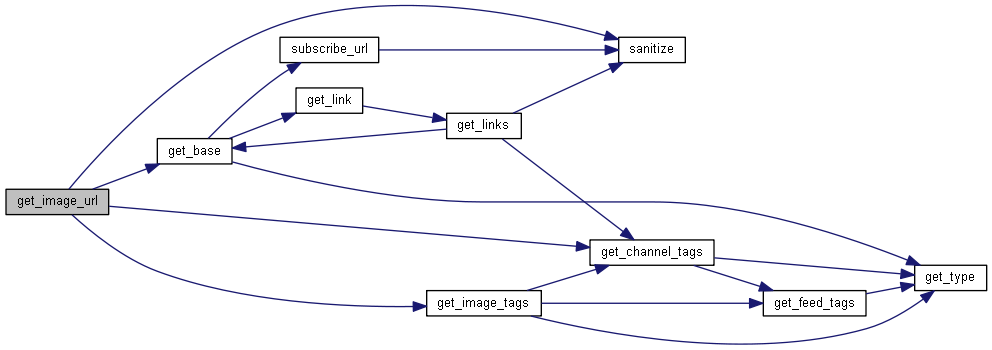 subscribe_url
sanitize
get_link
get_links
get_base
get_image_url
get_channel_tags
get_type
get_image_tags
get_feed_tags